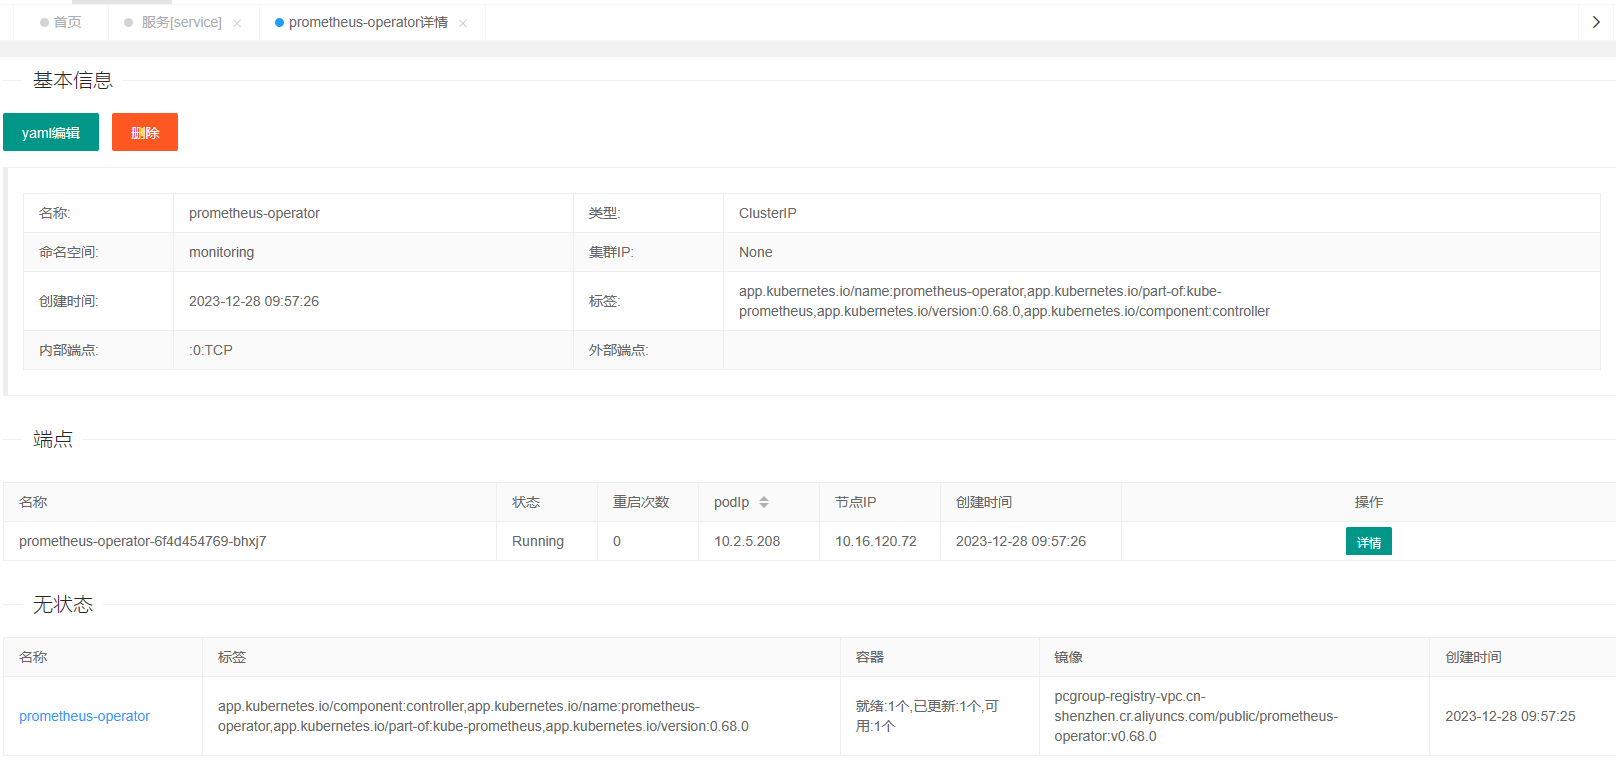 首页 服务[service] prometheus-operator详情
基本信息
yaml编辑 删除
名称: prometheus-operator 类型: ClusterIP
命名空间: monitoring 集群IP: None
创建时间: 2023-12-28 09:57:26 标签: app.kubernetes.io/name:prometheus-operator,app.kubernetes.io/part-of:kube-
prometheus,app.kubernetes.io/version:0.68.0,app.kubernetes.io/component:controller
内部端点: :0:TCP 外部端点:
端点
名称 状态 重启次数 podIp 节点IP 创建时间 操作
prometheus-operator-6f4d454769-bhxj7 Running 0 10.2.5.208 10.16.120.72 2023-12-28 09:57:26 详情
无状态
名称 标签 容器 镜像 创建时间
prometheus-operator
app.kubernetes.io/component:controller,app.kubernetes.io/name:prometheus-
operator,app.kubernetes.io/part-of:kube-prometheus,app.kubernetes.io/version:0.68.0
就绪:1个,已更新:1个,可
用:1个
pcgroup-registry-vpc.cn-
shenzhen.cr.aliyuncs.com/public/prometheus-
operator:v0.68.0
2023-12-28 09:57:25